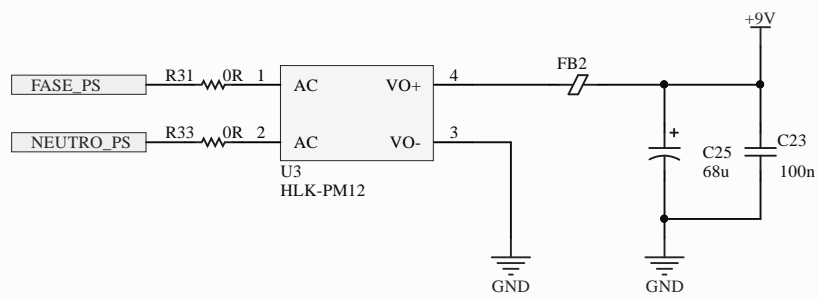 +9V
FB2
FASE_PS
R31
0R
1
AC
VO+
4
NEUTRO_PS
R33
0R
2
AC
VO-
3
U3
HLK-PM12
+
C25
68u
C23
100n
GND
GND